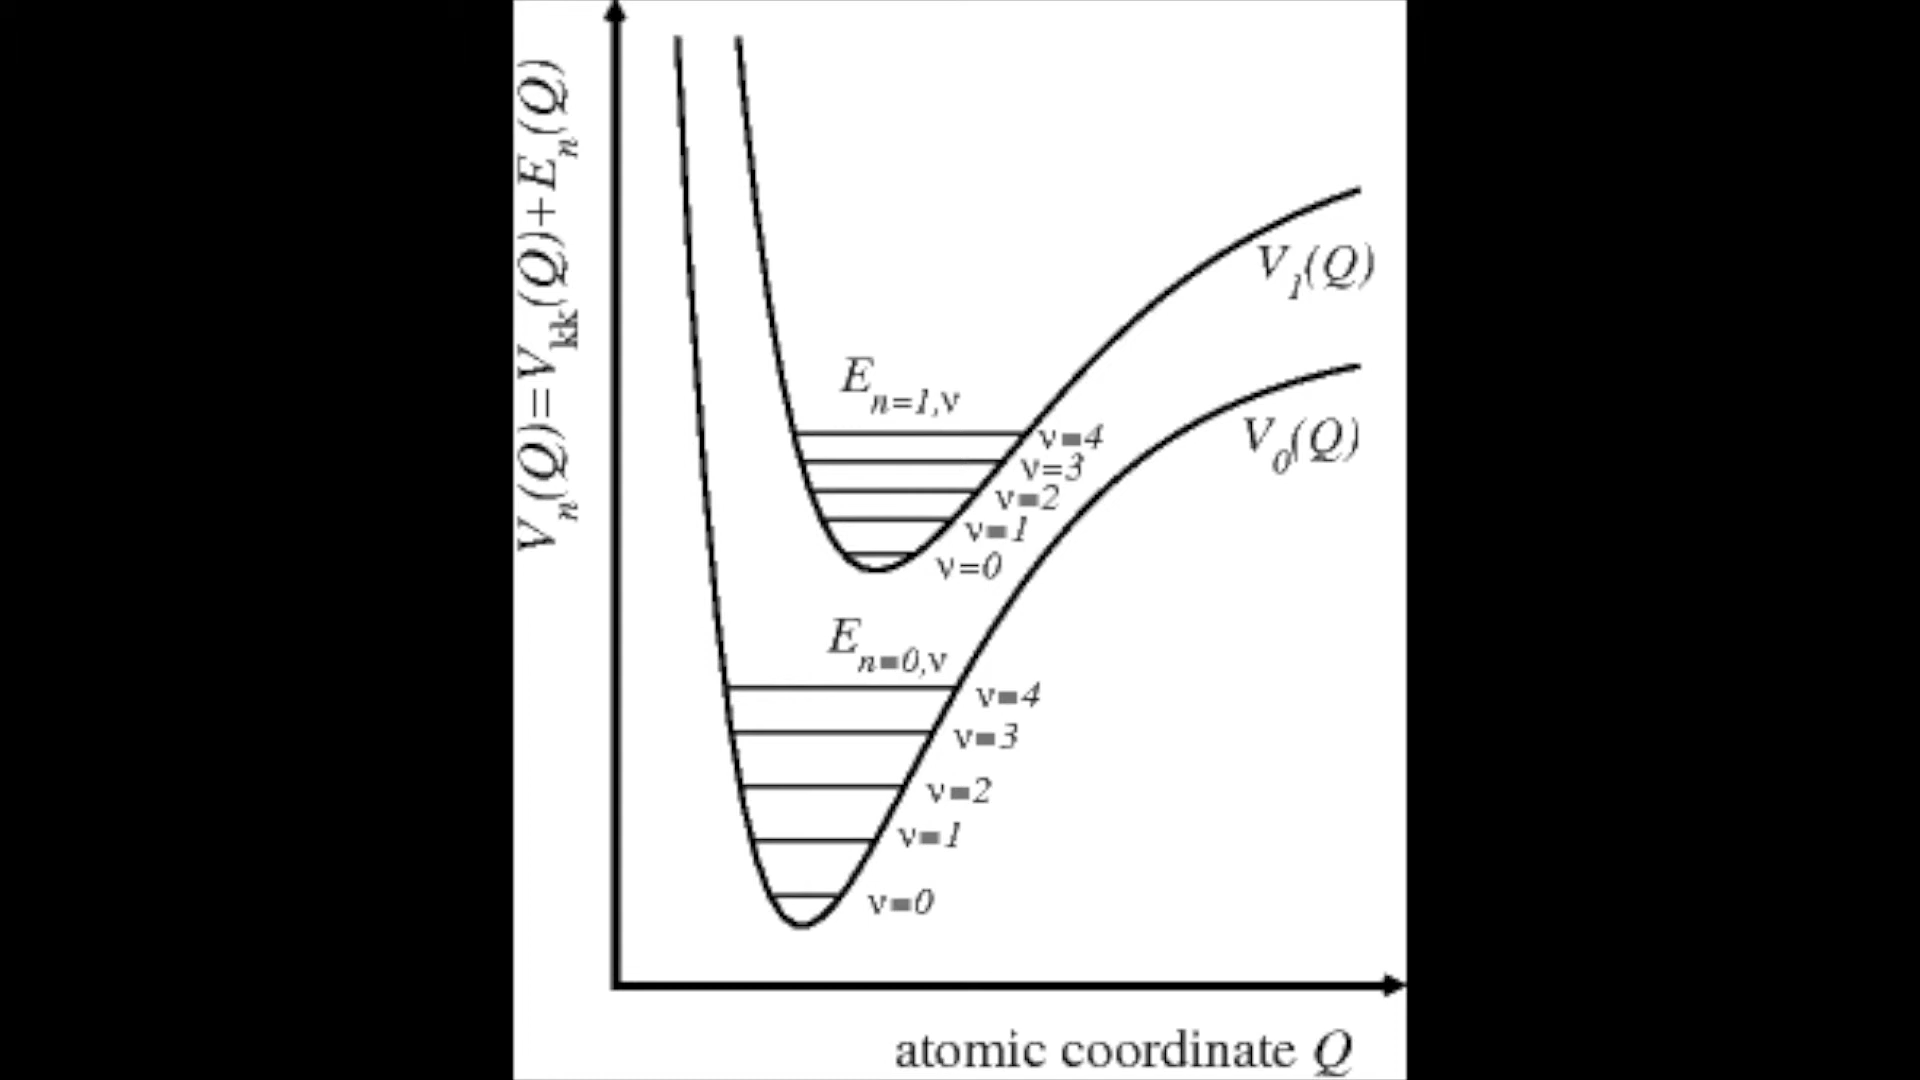 V_n(Q)=V_kk(Q)+E_n(Q)
V_1(Q)
E_n=1,ν
ν=4
ν=3
ν=2
ν=1
ν=0
V_0(Q)
E_n=0,ν
ν=4
ν=3
ν=2
ν=1
ν=0
atomic coordinate Q